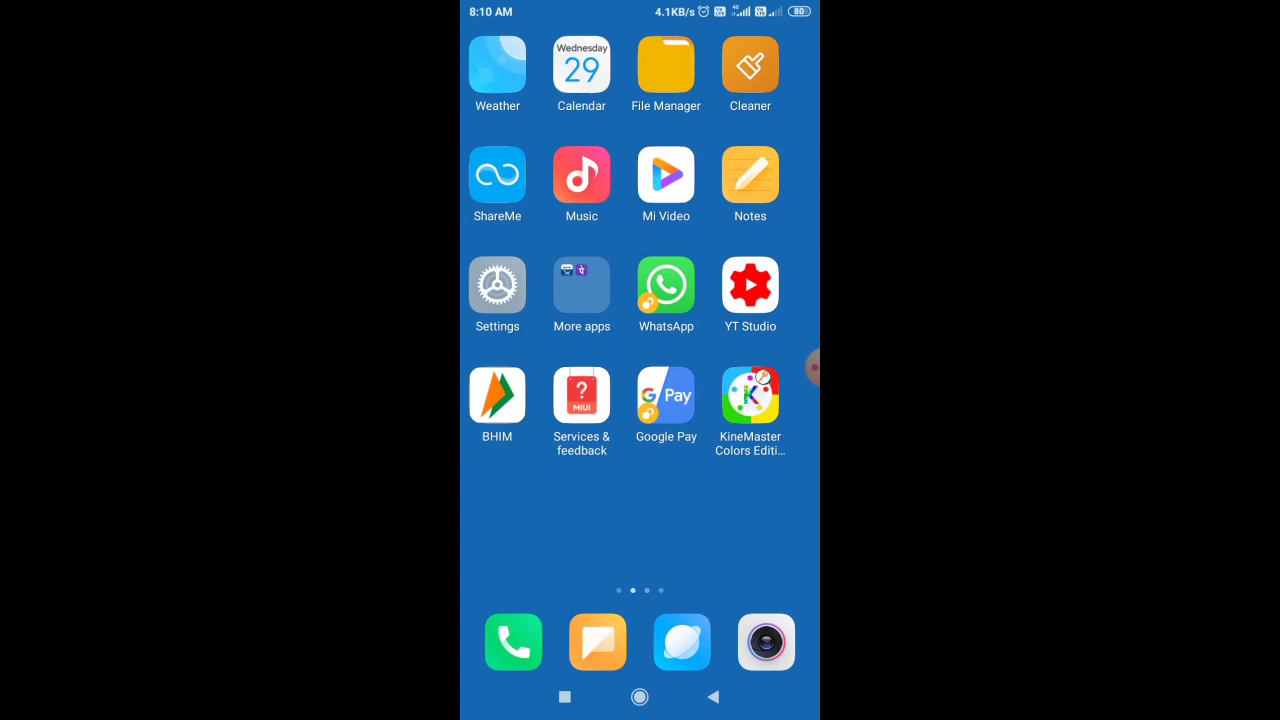 8:10 AM 4.1KB/s 4G 80
Wednesday
29
Weather Calendar File Manager Cleaner
ShareMe Music Mi Video Notes
पे
Settings More apps WhatsApp YT Studio
?
MIUI
G Pay
K
BHIM Services & Google Pay KineMaster
feedback Colors Editi...